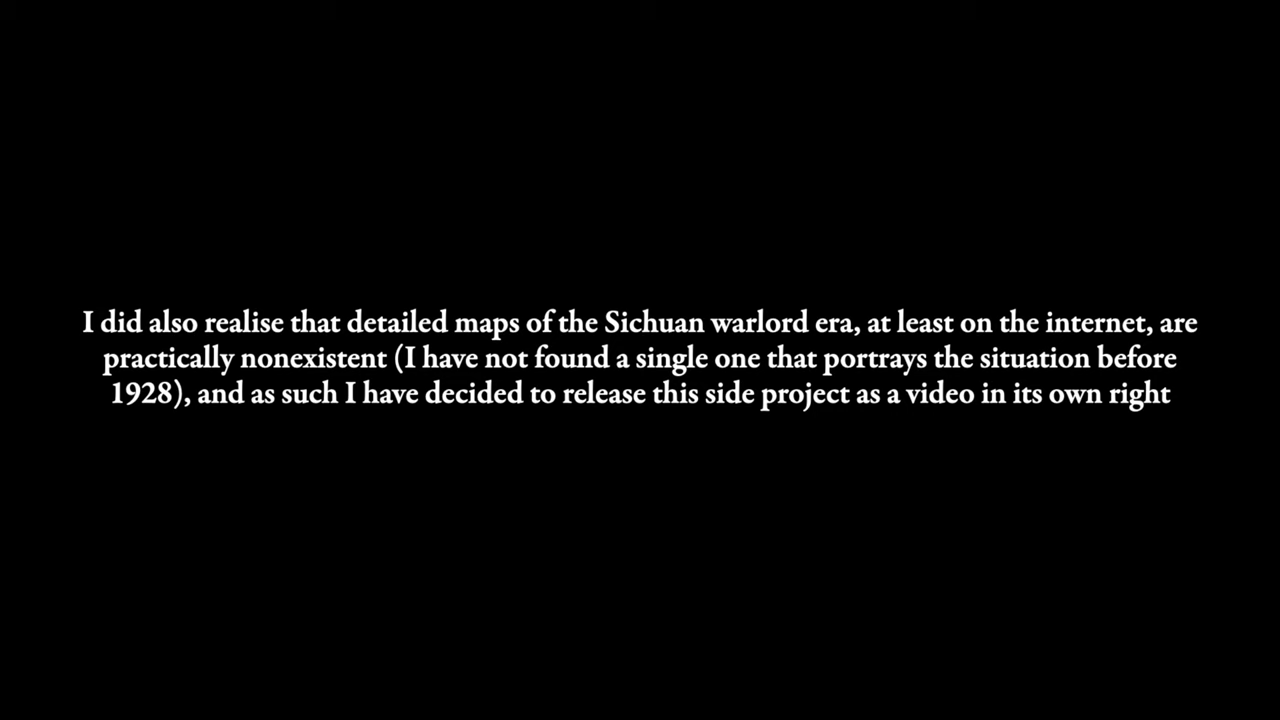 I did also realise that detailed maps of the Sichuan warlord era, at least on the internet, are
practically nonexistent (I have not found a single one that portrays the situation before
1928), and as such I have decided to release this side project as a video in its own right